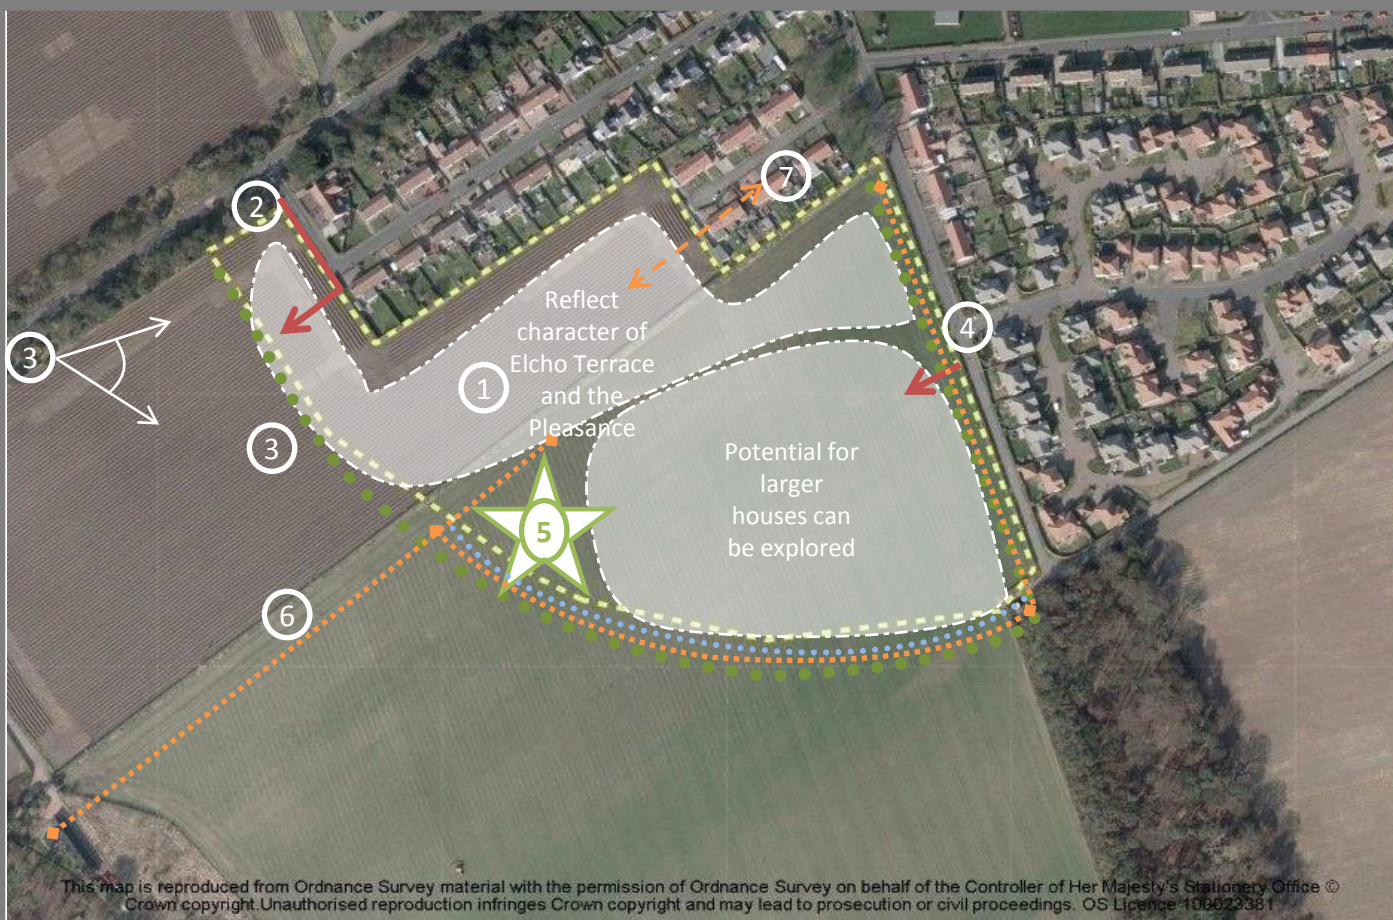 7
2
Reflect
character of
Elcho Terrace
and the
Pleasance
4
3
1
3
Potential for
larger
houses can
be explored
5
6
This map is reproduced from Ordnance Survey material with the permission of Ordnance Survey on behalf of the Controller of Her Majesty's Stationery Office ©
Crown copyright.Unauthorised reproduction infringes Crown copyright and may lead to prosecution or civil proceedings. OS Licence 100023381